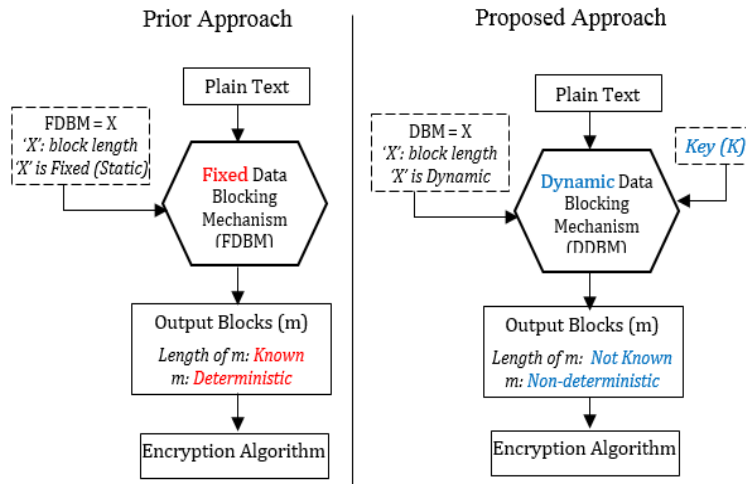 Prior Approach
Plain Text
FDBM = X
‘X’: block length
‘X’ is Fixed (Static)
Fixed Data
Blocking
Mechanism
(FDBM)
Output Blocks (m)
Length of m: Known
m: Deterministic
Encryption Algorithm
Proposed Approach
Plain Text
DBM = X
‘X’: block length
‘X’ is Dynamic
Key (K)
Dynamic Data
Blocking
Mechanism
(DDBM)
Output Blocks (m)
Length of m: Not Known
m: Non-deterministic
Encryption Algorithm